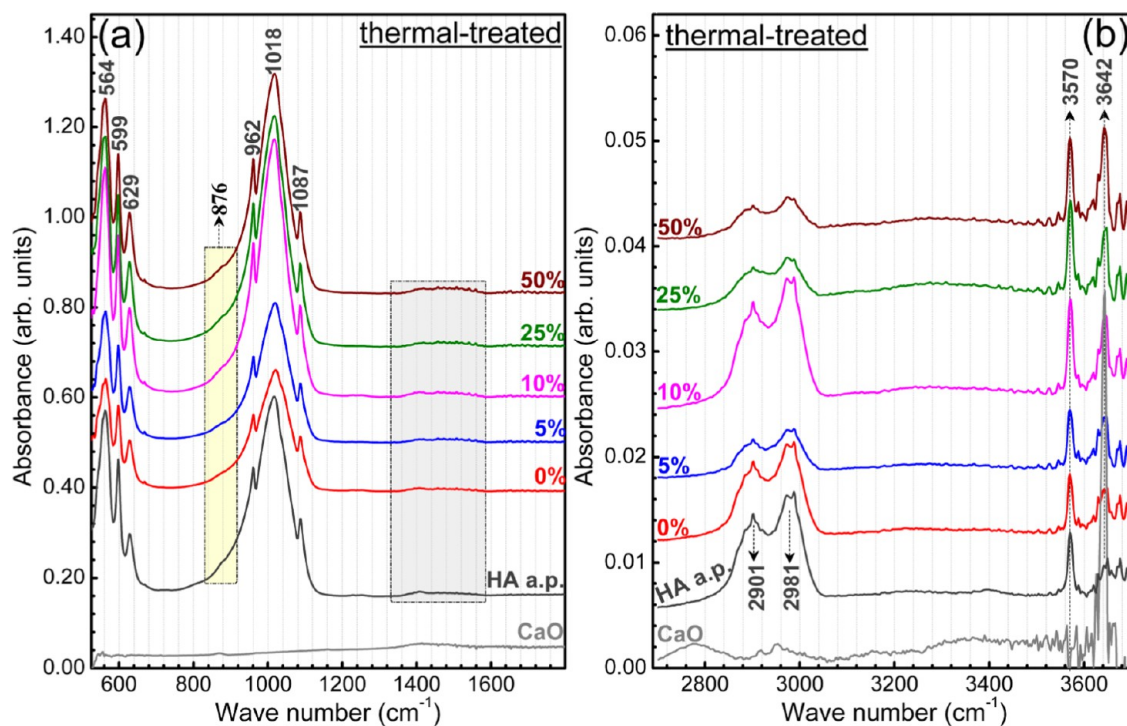 (a)
thermal-treated
1.40
1.20
1.00
0.80
0.60
0.40
0.20
0.00
Absorbance (arb. units)
564
599
629
876
962
1018
1087
50%
25%
10%
5%
0%
HA a.p.
CaO
600 800 1000 1200 1400 1600
Wave number (cm⁻¹)
(b)
thermal-treated
0.06
0.05
0.04
0.03
0.02
0.01
0.00
Absorbance (arb. units)
3570
3642
50%
25%
10%
5%
0%
HA a.p.
2901
2981
CaO
2800 3000 3200 3400 3600
Wave number (cm⁻¹)